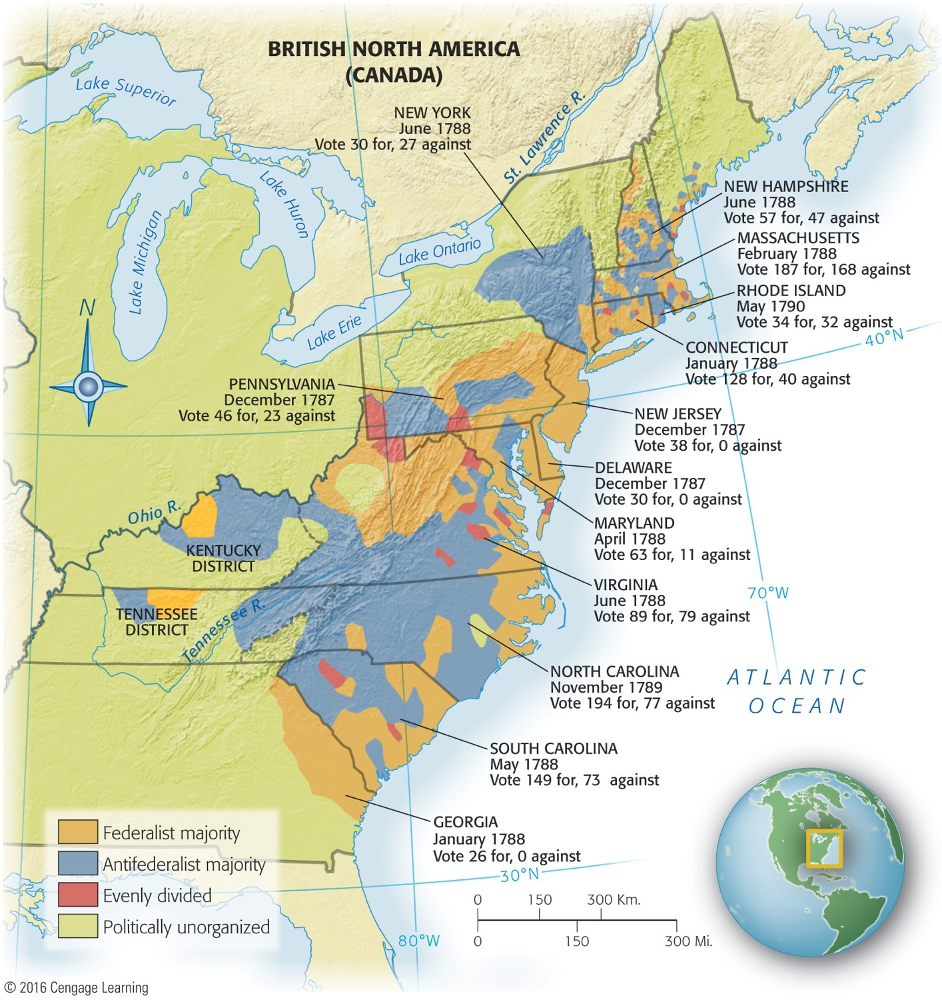 BRITISH NORTH AMERICA
(CANADA)
Lake Superior
NEW YORK
June 1788
Vote 30 for, 27 against
St. Lawrence R.
Lake Huron
Lake Michigan
Lake Ontario
Lake Erie
NEW HAMPSHIRE
June 1788
Vote 57 for, 47 against
MASSACHUSETTS
February 1788
Vote 187 for, 168 against
RHODE ISLAND
May 1790
Vote 34 for, 32 against
40°N
CONNECTICUT
January 1788
Vote 128 for, 40 against
N
PENNSYLVANIA
December 1787
Vote 46 for, 23 against
NEW JERSEY
December 1787
Vote 38 for, 0 against
DELAWARE
December 1787
Vote 30 for, 0 against
MARYLAND
April 1788
Vote 63 for, 11 against
Ohio R.
KENTUCKY
DISTRICT
VIRGINIA
June 1788
Vote 89 for, 79 against
70°W
TENNESSEE
DISTRICT
Tennessee R.
NORTH CAROLINA
November 1789
Vote 194 for, 77 against
ATLANTIC
OCEAN
SOUTH CAROLINA
May 1788
Vote 149 for, 73 against
GEORGIA
January 1788
Vote 26 for, 0 against
30°N
Federalist majority
Antifederalist majority
Evenly divided
Politically unorganized
0 150 300 Km.
0 150 300 Mi.
80°W
© 2016 Cengage Learning